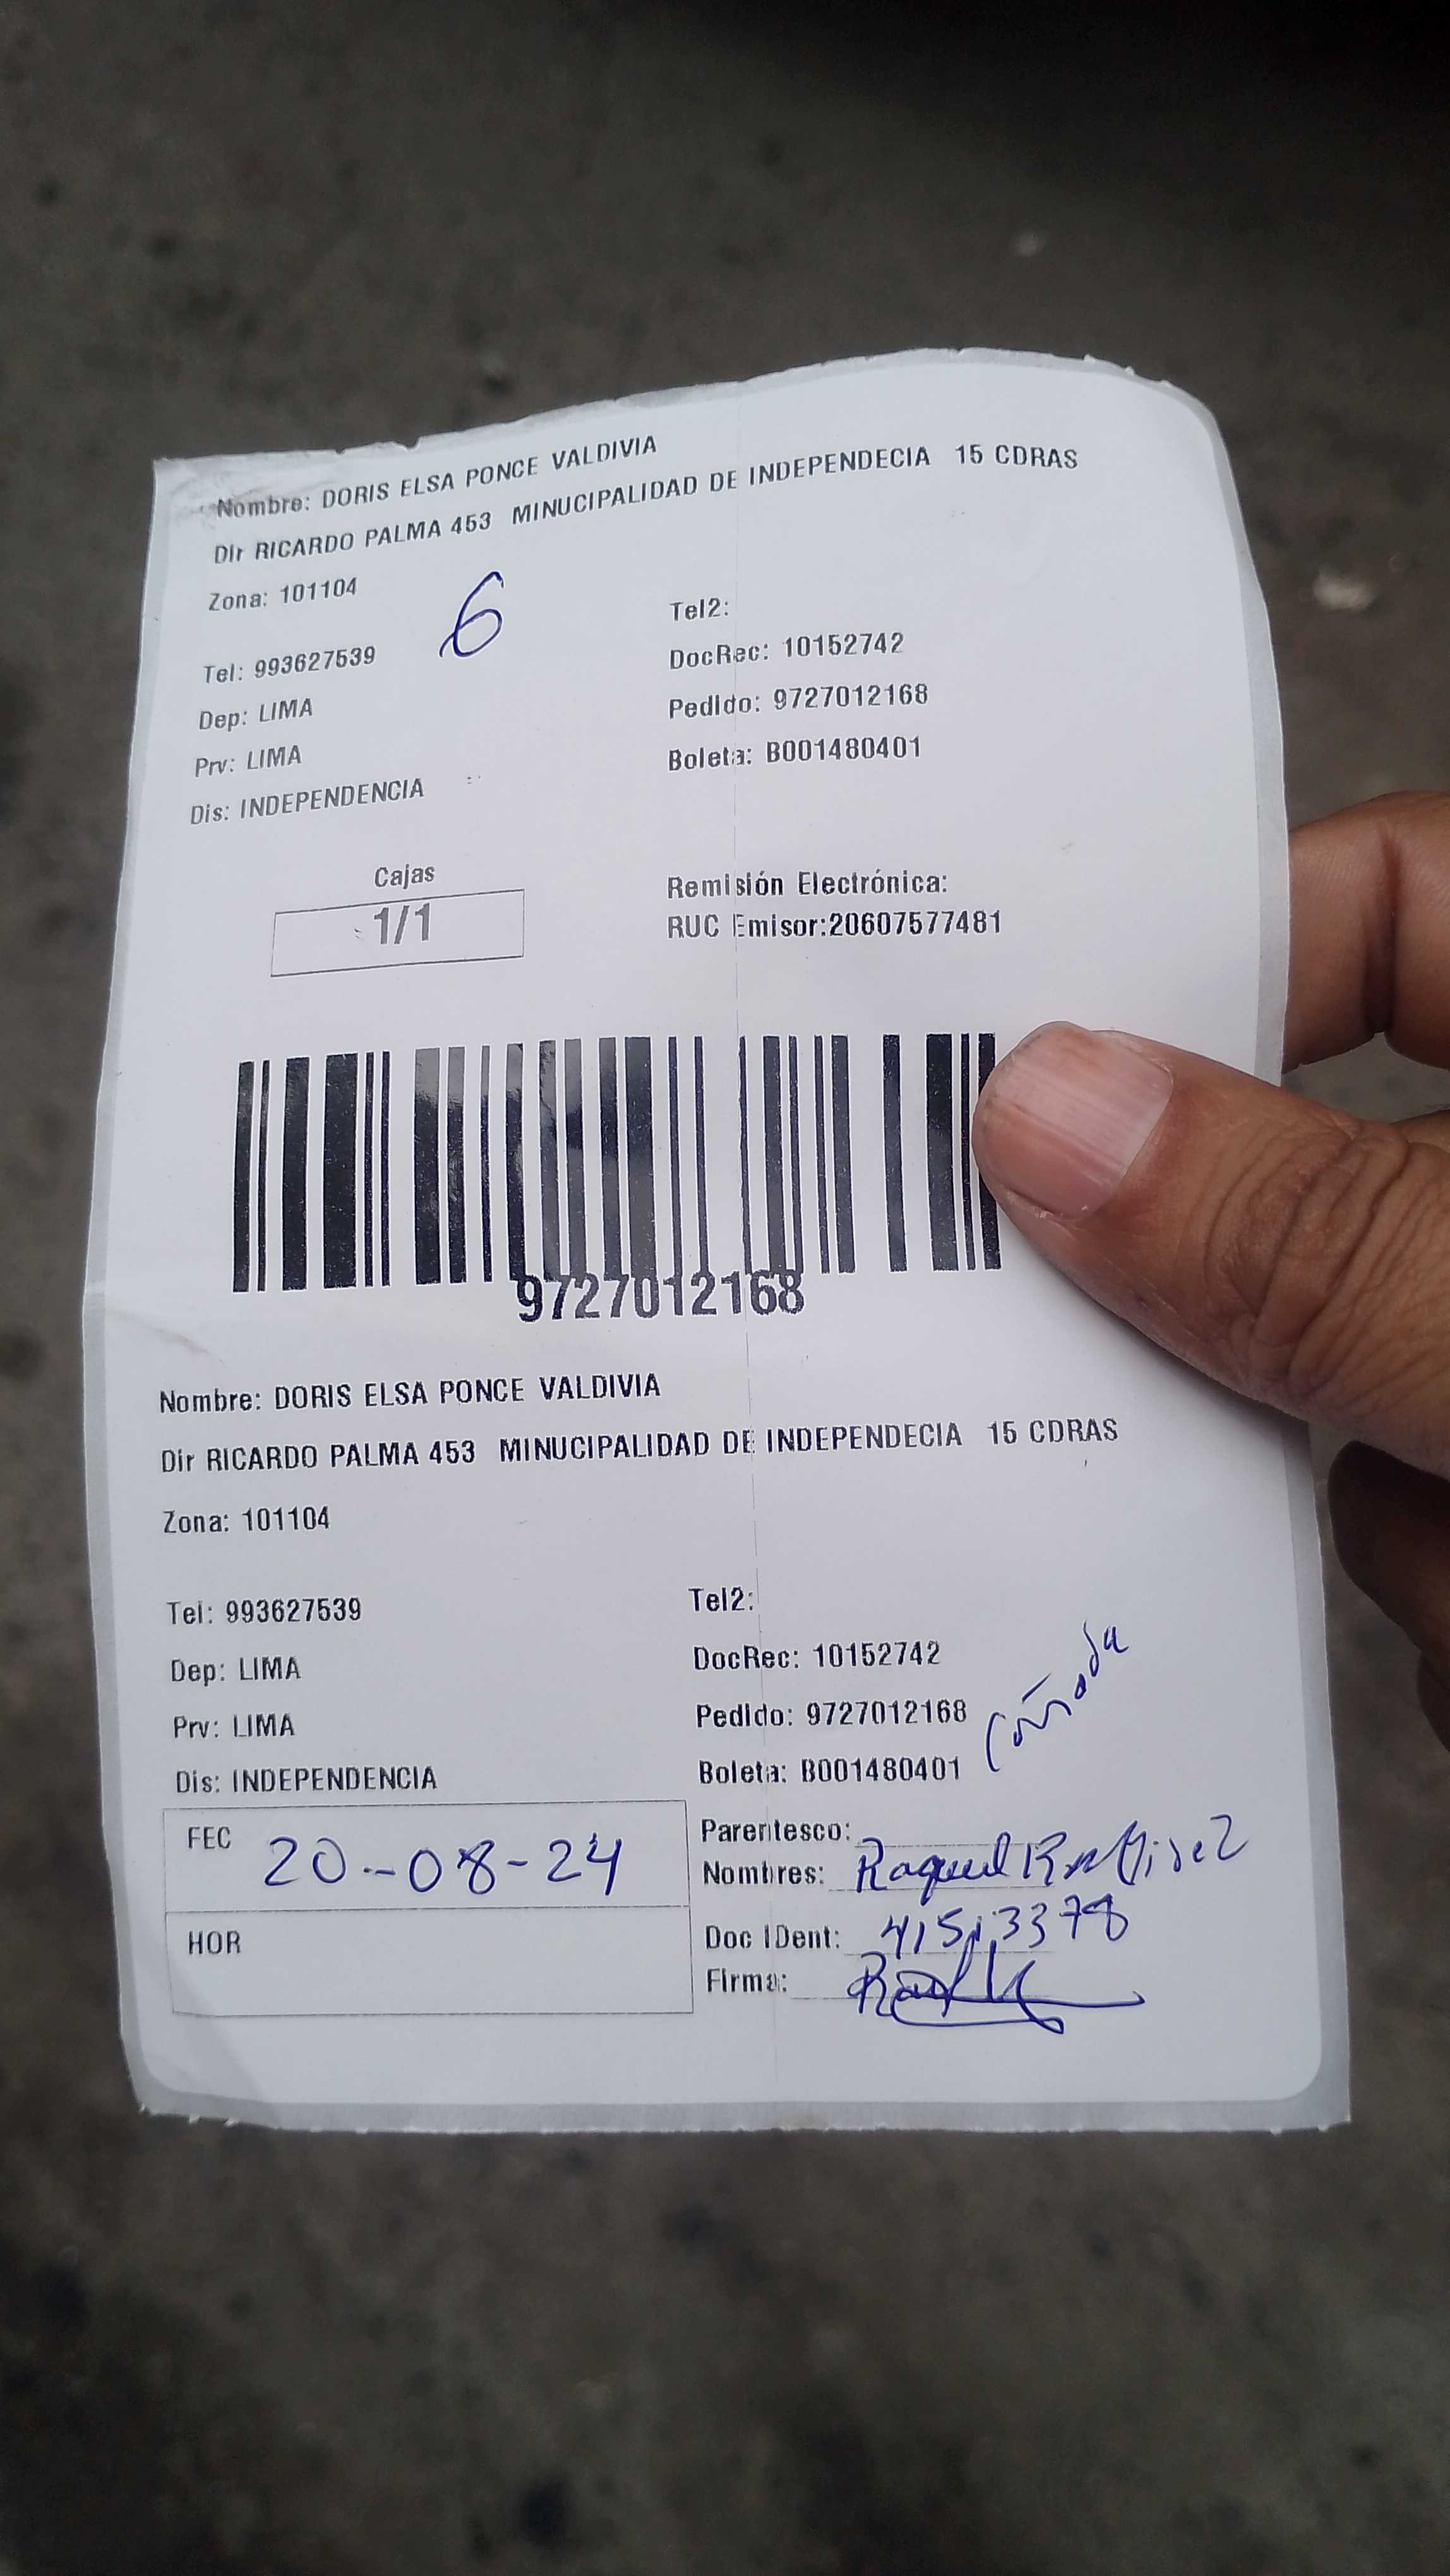 Nombre: DORIS ELSA PONCE VALDIVIA
Dir RICARDO PALMA 453 MINUCIPALIDAD DE INDEPENDECIA 15 CDRAS
Zona: 101104
6
Tel: 993627539
Tel2:
DocRec: 10152742
Dep: LIMA
Pedido: 9727012168
Prv: LIMA
Boleta: B001480401
Dis: INDEPENDENCIA
Cajas
1/1
Remisión Electrónica:
RUC Emisor:20607577481
9727012168
Nombre: DORIS ELSA PONCE VALDIVIA
Dir RICARDO PALMA 453 MINUCIPALIDAD DE INDEPENDECIA 15 CDRAS
Zona: 101104
Tel: 993627539
Tel2:
Dep: LIMA
DocRec: 10152742
Prv: LIMA
Pedido: 9727012168
Dis: INDEPENDENCIA
Boleta: B001480401
FEC 20-08-24
HOR
Parentesco:
Nombres: Raquel
Doc IDent:
Firma: